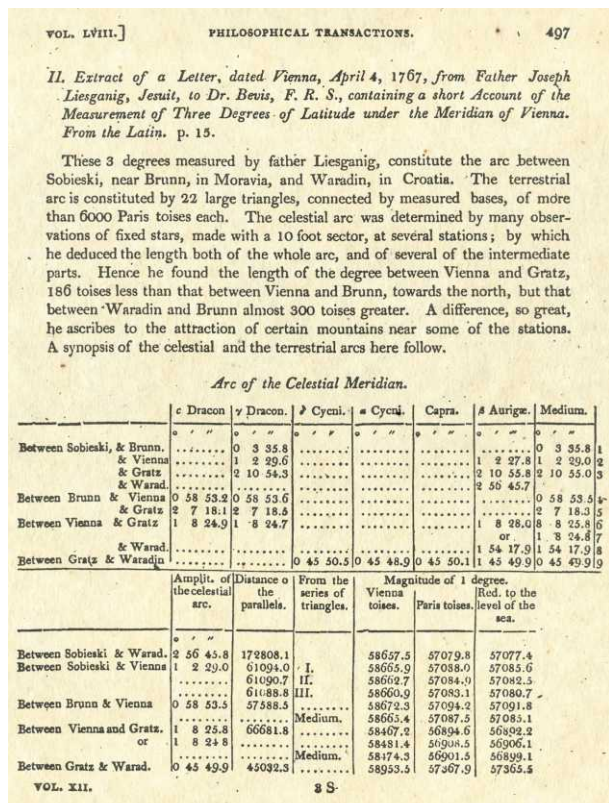 VOL. LVIII.] PHILOSOPHICAL TRANSACTIONS. 497
II. Extract of a Letter, dated Vienna, April 4, 1767, from Father Joseph
Liesganig, Jesuit, to Dr. Bevis, F. R. S., containing a short Account of the
Measurement of Three Degrees of Latitude under the Meridian of Vienna.
From the Latin. p. 15.
These 3 degrees measured by father Liesganig, constitute the arc between
Sobieski, near Brunn, in Moravia, and Waradin, in Croatia. The terrestrial
arc is constituted by 22 large triangles, connected by measured bases, of more
than 6000 Paris toises each. The celestial arc was determined by many obser-
vations of fixed stars, made with a 10 foot sector, at several stations; by which
he deduced the length both of the whole arc, and of several of the intermediate
parts. Hence he found the length of the degree between Vienna and Gratz,
186 toises less than that between Vienna and Brunn, towards the north, but that
between Waradin and Brunn almost 300 toises greater. A difference, so great,
he ascribes to the attraction of certain mountains near some of the stations.
A synopsis of the celestial and the terrestrial arcs here follow.
Arc of the Celestial Meridian.
c Dracon γ Dracon. Cycni. α Cycni. Capra. β Aurigæ. Medium.
° ′ ″ ° ′ ″ ° ′ ″ ° ′ ″ ° ′ ″ ° ′ ″ ° ′ ″
Between Sobieski, & Brunn. ........ 0 3 35.8 ........ ........ ........ ........ 0 3 35.8 1
& Vienna ........ 1 2 29.6 ........ ........ ........ 1 2 27.8 1 2 29.0 2
& Gratz ........ 2 10 54.3 ........ ........ ........ 2 10 55.8 2 10 55.0 3
& Warad. ........ ........ ........ ........ ........ 2 56 45.7
Between Brunn & Vienna 0 58 53.2 0 58 53.6 ........ ........ ........ ........ 0 58 53.5 4
& Gratz 2 7 18.1 2 7 18.5 ........ ........ ........ ........ 2 7 18.3 5
Between Vienna & Gratz 1 8 24.9 1 8 24.7 ........ ........ ........ 1 8 28.0 8 8 25.8 6
or 1 8 24.8 7
& Warad. ........ ........ ........ ........ ........ 1 54 17.9 1 54 17.9 8
Between Gratz & Waradin ........ ........ 0 45 50.5 0 45 48.9 0 45 50.1 1 45 49.9 0 45 49.9 9
Amplit. of Distance o From the Magnitude of 1 degree.
the celestial the series of Vienna Red. to the
arc. parallels. triangles. toises. Paris toises. level of the
sea.
° ′ ″
Between Sobieski & Warad. 2 56 45.8 172808.1 58657.5 57079.8 57077.4
Between Sobieski & Vienna 1 2 29.0 61094.0 I. 58665.9 57088.0 57085.6
........ 61090.7 II. 58662.7 57084.9 57082.5
........ 61088.8 III. 58660.9 57083.1 57080.7
Between Brunn & Vienna 0 58 53.5 57588.5 ........ 58672.3 57094.2 57091.8
Medium. 58665.4 57087.5 57085.1
Between Vienna and Gratz. 1 8 25.8 66681.8 ........ 58467.2 56894.6 56892.2
or 1 8 24 8 ........ 58481.4 56908.5 56906.1
........ ........ Medium. 58474.3 56901.5 56899.1
Between Gratz & Warad. 0 45 49.9 45032.3 ........ 58953.5 57367.9 57365.5
VOL. XII. 3 S